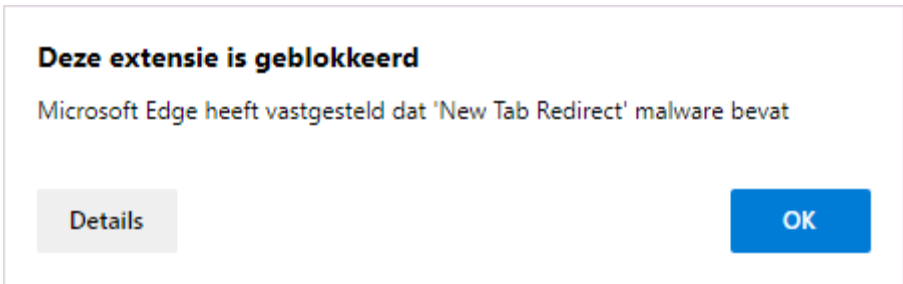 Deze extensie is geblokkeerd
Microsoft Edge heeft vastgesteld dat 'New Tab Redirect' malware bevat
Details
OK